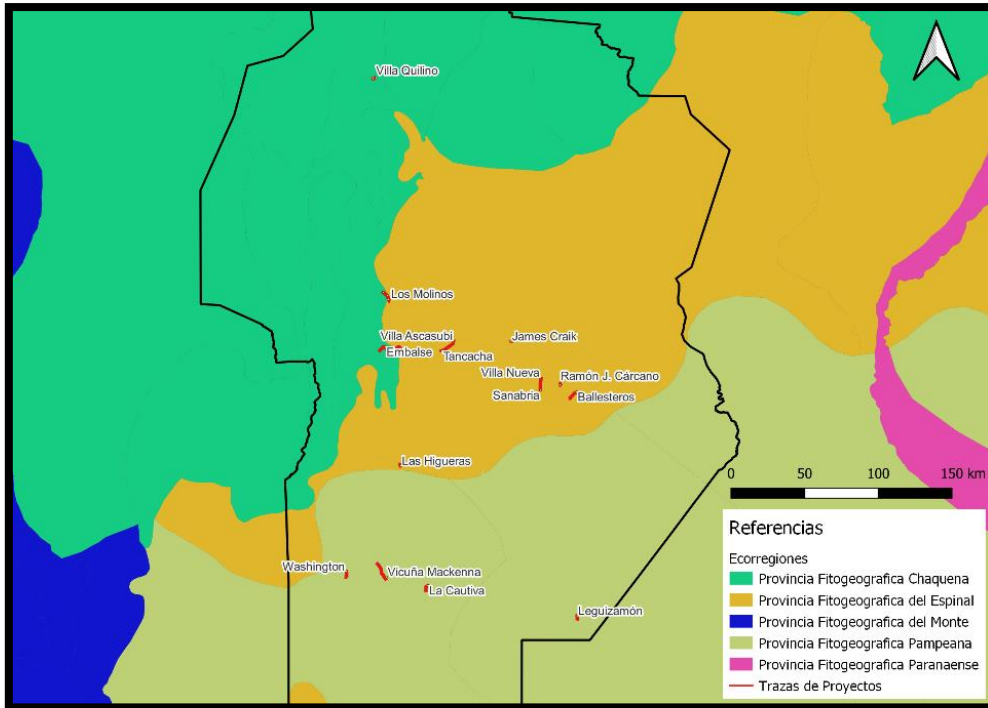 Villa Quilino
Los Molinos
Villa Ascasubi
James Craik
Embalse
Tancacha
Villa Nueva
Ramón J. Cárcano
Sanabria
Ballesteros
Las Higueras
0 50 100 150 km
Referencias
Ecorregiones
Provincia Fitogeografica Chaquena
Provincia Fitogeografica del Espinal
Provincia Fitogeografica del Monte
Provincia Fitogeografica Pampeana
Provincia Fitogeografica Paranaense
Trazas de Proyectos
Washington
Vicuña Mackenna
La Cautiva
Leguizamón